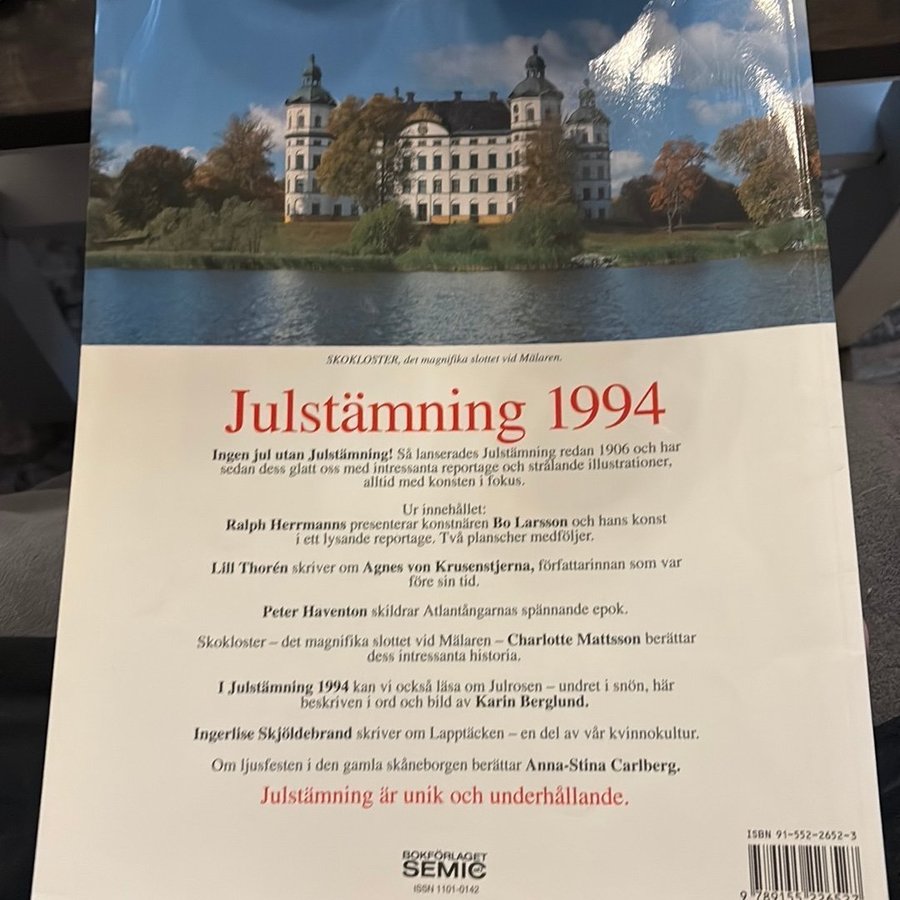 SKOKLOSTER, det magnifika slottet vid Mälaren.
Julstämning 1994
Ingen jul utan Julstämning! Så lanserades Julstämning redan 1906 och har
sedan dess glatt oss med intressanta reportage och strålande illustrationer,
alltid med konsten i fokus.
Ur innehållet:
Ralph Herrmanns presenterar konstnären Bo Larsson och hans konst
i ett lysande reportage. Två planscher medföljer.
Lill Thorén skriver om Agnes von Krusenstjerna, författarinnan som var
före sin tid.
Peter Haventon skildrar Atlantångarnas spännande epok.
Skokloster – det magnifika slottet vid Mälaren – Charlotte Mattsson berättar
dess intressanta historia.
I Julstämning 1994 kan vi också läsa om Julrosen – undret i snön, här
beskriven i ord och bild av Karin Berglund.
Ingerlise Skjöldebrand skriver om Lapptäcken – en del av vår kvinnokultur.
Om ljusfesten i den gamla skåneborgen berättar Anna-Stina Carlberg.
Julstämning är unik och underhållande.
BOKFÖRLAGET
SEMIC
ISSN 1101-0142
ISBN 91-552-2652-3
9 789155 226527